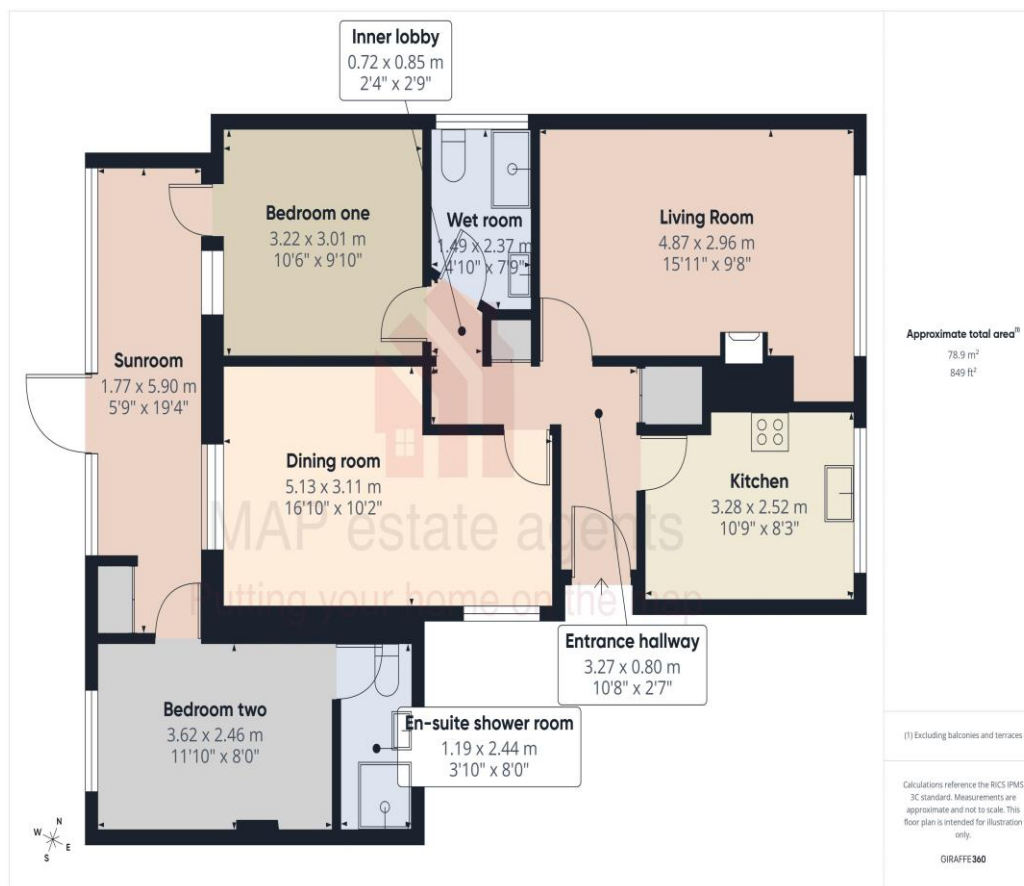 Inner lobby
0.72 x 0.85 m
2'4" x 2'9"
Bedroom one
3.22 x 3.01 m
10'6" x 9'10"
Wet room
1.49 x 2.37 m
4'10" x 7'9"
Living Room
4.87 x 2.96 m
15'11" x 9'8"
Sunroom
1.77 x 5.90 m
5'9" x 19'4"
Dining room
5.13 x 3.11 m
16'10" x 10'2"
Kitchen
3.28 x 2.52 m
10'9" x 8'3"
MAP estate agents
Putting your home on the map
Entrance hallway
3.27 x 0.80 m
10'8" x 2'7"
Bedroom two
3.62 x 2.46 m
11'10" x 8'0"
En-suite shower room
1.19 x 2.44 m
3'10" x 8'0"
N
W
E
S
Approximate total area(1)
78.9 m²
849 ft²
(1) Excluding balconies and terraces
Calculations reference the RICS IPMS
3C standard. Measurements are
approximate and not to scale. This
floor plan is intended for illustration
only.
GIRAFFE360